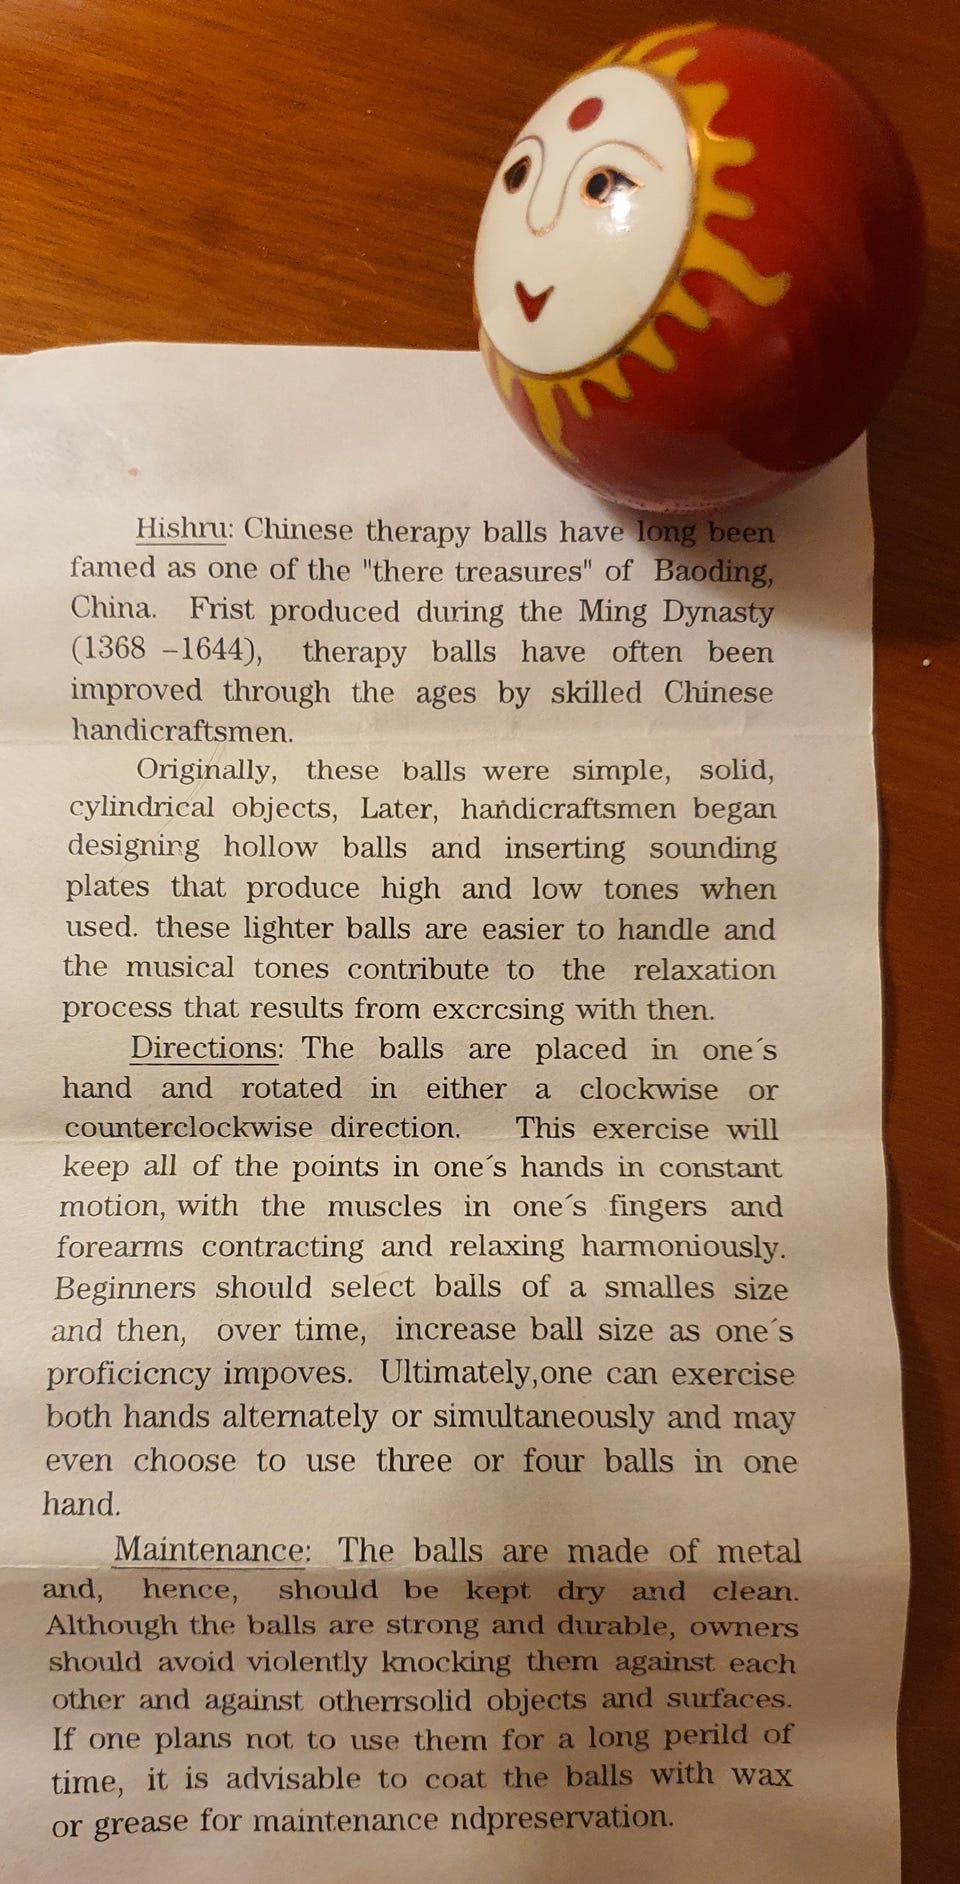 Hishru: Chinese therapy balls have long been
famed as one of the "there treasures" of Baoding,
China. Frist produced during the Ming Dynasty
(1368 –1644), therapy balls have often been
improved through the ages by skilled Chinese
handicraftsmen.
Originally, these balls were simple, solid,
cylindrical objects, Later, handicraftsmen began
designing hollow balls and inserting sounding
plates that produce high and low tones when
used. these lighter balls are easier to handle and
the musical tones contribute to the relaxation
process that results from excrcsing with then.
Directions: The balls are placed in one´s
hand and rotated in either a clockwise or
counterclockwise direction. This exercise will
keep all of the points in one´s hands in constant
motion, with the muscles in one´s fingers and
forearms contracting and relaxing harmoniously.
Beginners should select balls of a smalles size
and then, over time, increase ball size as one´s
proficicncy impoves. Ultimately,one can exercise
both hands alternately or simultaneously and may
even choose to use three or four balls in one
hand.
Maintenance: The balls are made of metal
and, hence, should be kept dry and clean.
Although the balls are strong and durable, owners
should avoid violently knocking them against each
other and against otherrsolid objects and surfaces.
If one plans not to use them for a long perild of
time, it is advisable to coat the balls with wax
or grease for maintenance ndpreservation.